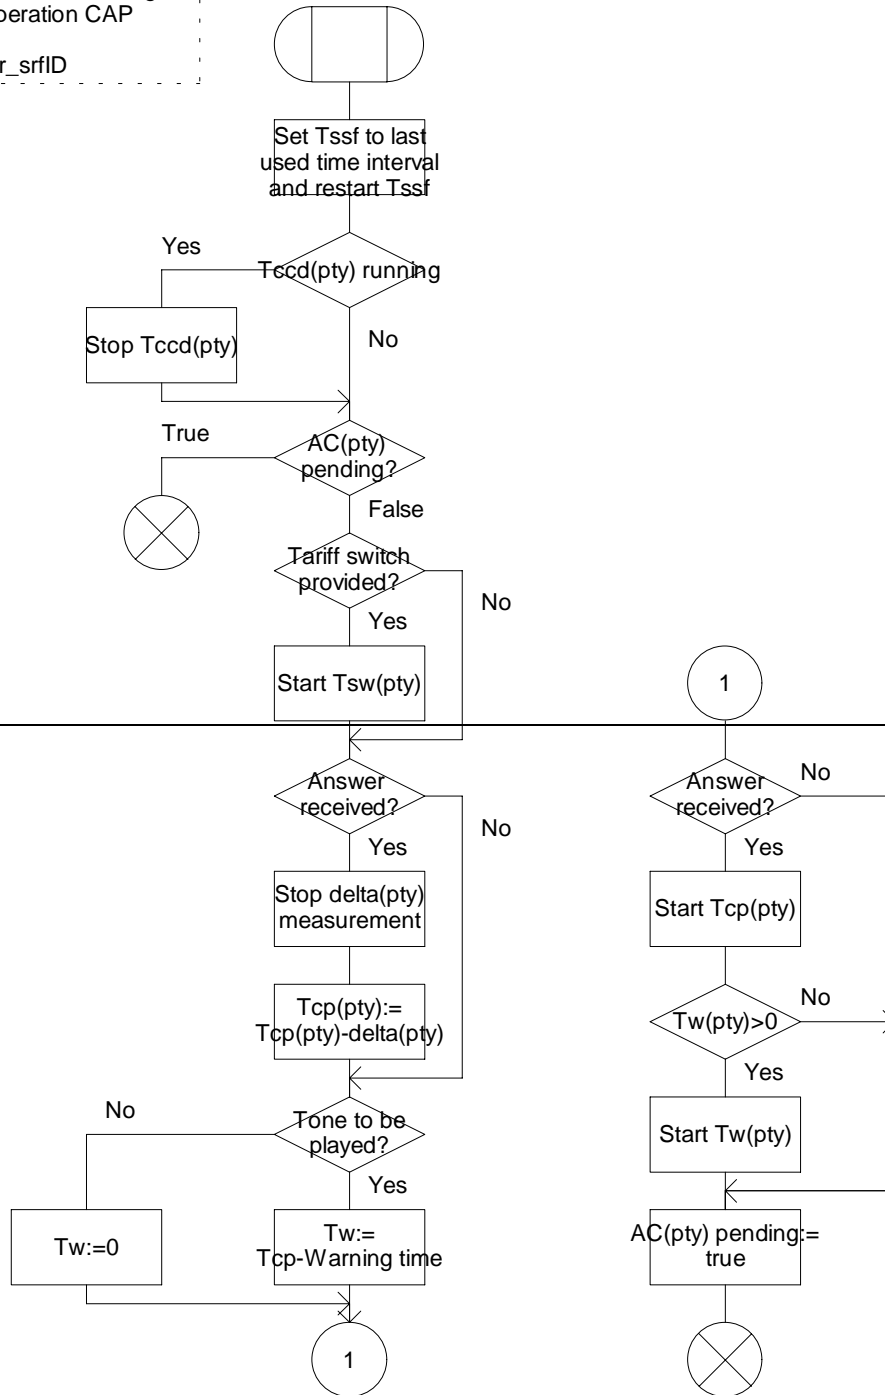 peration CAP
r_srfID
Set Tssf to last
used time interval
and restart Tssf
Yes
Tccd(pty) running
Stop Tccd(pty)
No
True
AC(pty)
pending?
False
Tariff switch
provided?
No
Yes
Start Tsw(pty)
Answer
received?
No
Yes
Stop delta(pty)
measurement
Tcp(pty):=
Tcp(pty)-delta(pty)
No
Tone to be
played?
Yes
Tw:=0
Tw:=
Tcp-Warning time
1
1
Answer
received?
No
Yes
Start Tcp(pty)
Tw(pty)>0
No
Yes
Start Tw(pty)
AC(pty) pending:=
true